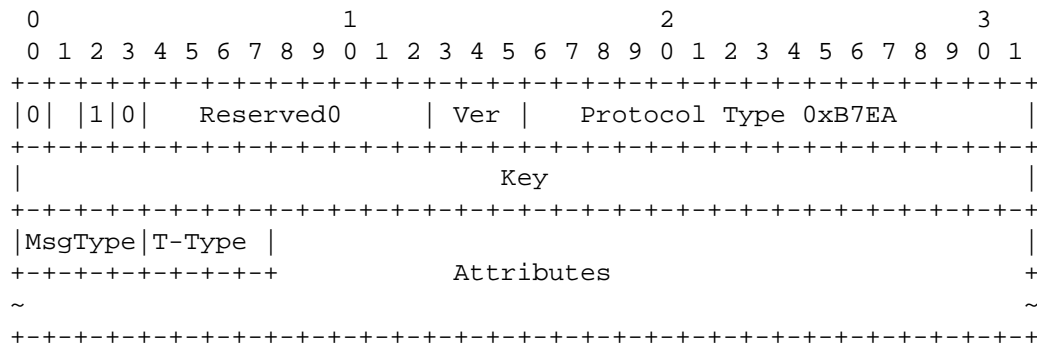 0                   1                   2                   3
 0 1 2 3 4 5 6 7 8 9 0 1 2 3 4 5 6 7 8 9 0 1 2 3 4 5 6 7 8 9 0 1
+-+-+-+-+-+-+-+-+-+-+-+-+-+-+-+-+-+-+-+-+-+-+-+-+-+-+-+-+-+-+-+-+
|0| |1|0|   Reserved0     | Ver |   Protocol Type 0xB7EA        |
+-+-+-+-+-+-+-+-+-+-+-+-+-+-+-+-+-+-+-+-+-+-+-+-+-+-+-+-+-+-+-+-+
|                              Key                              |
+-+-+-+-+-+-+-+-+-+-+-+-+-+-+-+-+-+-+-+-+-+-+-+-+-+-+-+-+-+-+-+-+
|MsgType|T-Type |                                               |
+-+-+-+-+-+-+-+-+           Attributes                          +
~                                                               ~
+-+-+-+-+-+-+-+-+-+-+-+-+-+-+-+-+-+-+-+-+-+-+-+-+-+-+-+-+-+-+-+-+